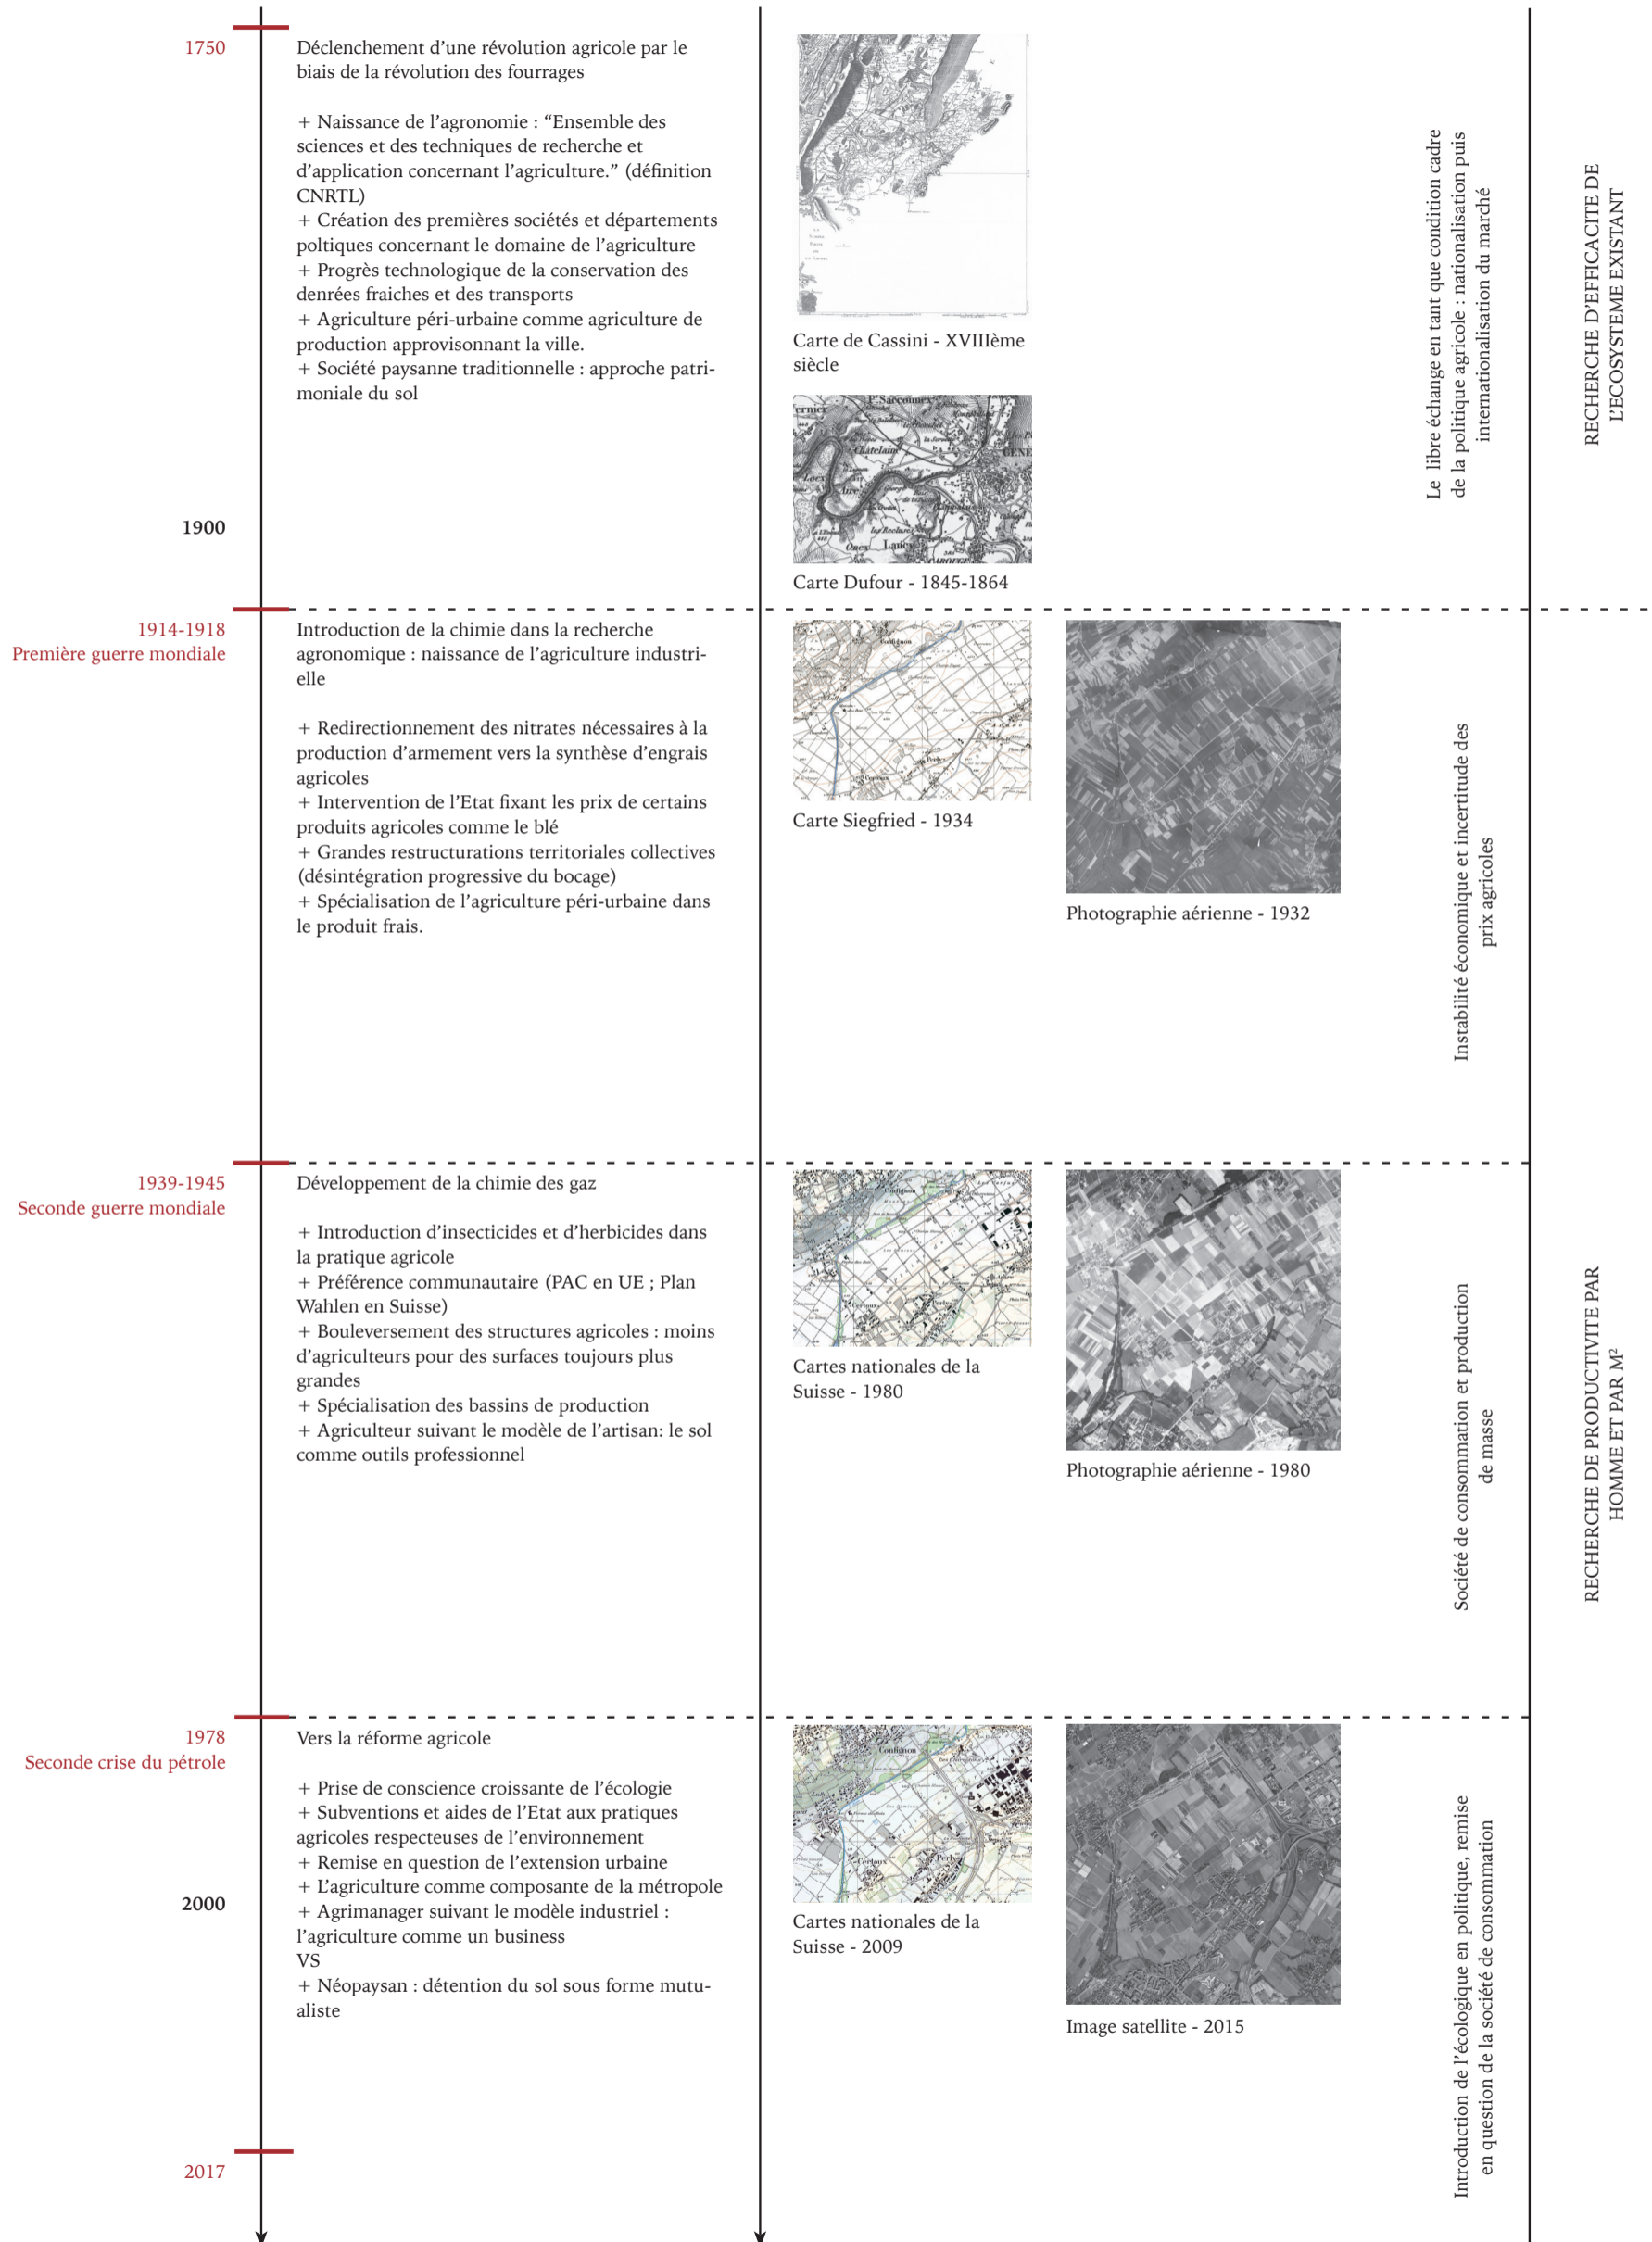 1750
Déclenchement d’une révolution agricole par le
biais de la révolution des fourrages
+ Naissance de l’agronomie : “Ensemble des
sciences et des techniques de recherche et
d’application concernant l’agriculture.” (définition
CNRTL)
+ Création des premières sociétés et départements
poltiques concernant le domaine de l’agriculture
+ Progrès technologique de la conservation des
denrées fraiches et des transports
+ Agriculture péri-urbaine comme agriculture de
production approvisonnant la ville.
+ Société paysanne traditionnelle : approche patri-
moniale du sol
1900
Carte de Cassini - XVIIIème
siècle
Châtelaine
Aire
Onex
Lancy
Carte Dufour - 1845-1864
Le libre échange en tant que condition cadre
de la politique agricole : nationalisation puis
internationalisation du marché
RECHERCHE D’EFFICACITE DE
L’ECOSYSTEME EXISTANT
1914-1918
Première guerre mondiale
Introduction de la chimie dans la recherche
agronomique : naissance de l’agriculture industri-
elle
+ Redirectionnement des nitrates nécessaires à la
production d’armement vers la synthèse d’engrais
agricoles
+ Intervention de l’Etat fixant les prix de certains
produits agricoles comme le blé
+ Grandes restructurations territoriales collectives
(désintégration progressive du bocage)
+ Spécialisation de l’agriculture péri-urbaine dans
le produit frais.
Confignon
Perly
Certoux
Carte Siegfried - 1934
Photographie aérienne - 1932
Instabilité économique et incertitude des
prix agricoles
1939-1945
Seconde guerre mondiale
Développement de la chimie des gaz
+ Introduction d’insecticides et d’herbicides dans
la pratique agricole
+ Préférence communautaire (PAC en UE ; Plan
Wahlen en Suisse)
+ Bouleversement des structures agricoles : moins
d’agriculteurs pour des surfaces toujours plus
grandes
+ Spécialisation des bassins de production
+ Agriculteur suivant le modèle de l’artisan: le sol
comme outils professionnel
Confignon
Certoux
Perly
Cartes nationales de la
Suisse - 1980
Photographie aérienne - 1980
Société de consommation et production
de masse
RECHERCHE DE PRODUCTIVITE PAR
HOMME ET PAR M²
1978
Seconde crise du pétrole
Vers la réforme agricole
+ Prise de conscience croissante de l’écologie
+ Subventions et aides de l’Etat aux pratiques
agricoles respecteuses de l’environnement
+ Remise en question de l’extension urbaine
+ L’agriculture comme composante de la métropole
+ Agrimanager suivant le modèle industriel :
l’agriculture comme un business
VS
+ Néopaysan : détention du sol sous forme mutu-
aliste
2000
Confignon
Certoux
Perly
Cartes nationales de la
Suisse - 2009
Image satellite - 2015
Introduction de l’écologique en politique, remise
en question de la société de consommation
2017